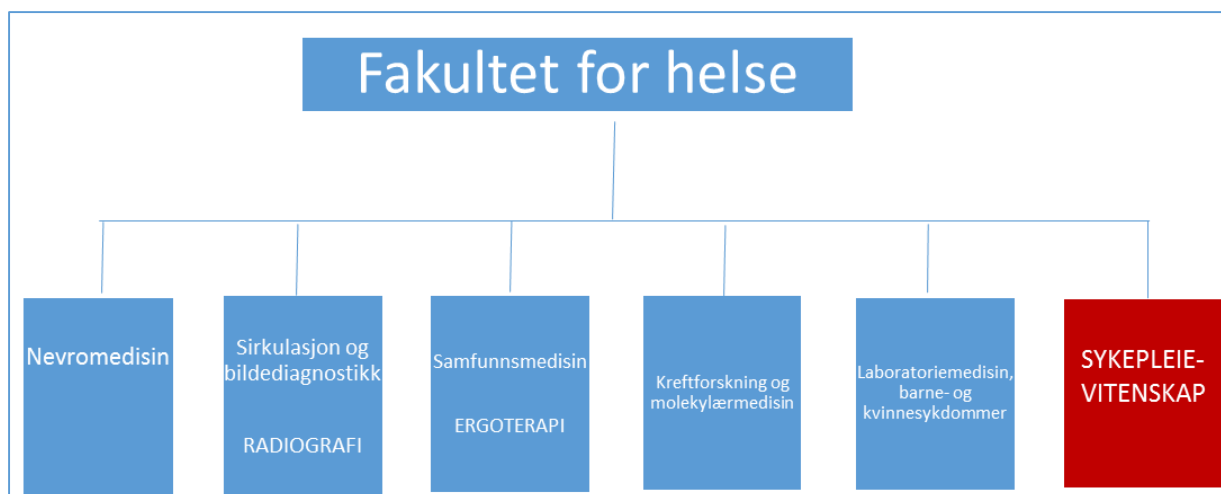 Fakultet for helse
Nevromedisin
Sirkulasjon og
bildediagnostikk
RADIOGRAFI
Samfunnsmedisin
ERGOTERAPI
Kreftforskning og
molekylærmedisin
Laboratoriemedisin,
barne- og
kvinnesykdommer
SYKEPLEIE-
VITENSKAP